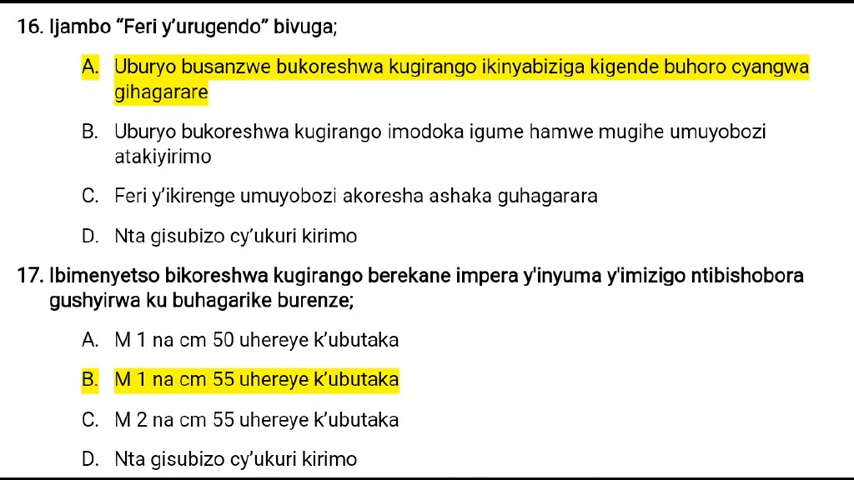 16. Ijambo “Feri y’urugendo” bivuga;
A. Uburyo busanzwe bukoreshwa kugirango ikinyabiziga kigende buhoro cyangwa
gihagarare
B. Uburyo bukoreshwa kugirango imodoka igume hamwe mugihe umuyobozi
atakiyirimo
C. Feri y’ikirenge umuyobozi akoresha ashaka guhagarara
D. Nta gisubizo cy’ukuri kirimo
17. Ibimenyetso bikoreshwa kugirango berekane impera y'inyuma y'imizigo ntibishobora
gushyirwa ku buhagarike burenze;
A. M 1 na cm 50 uhereye k’ubutaka
B. M 1 na cm 55 uhereye k’ubutaka
C. M 2 na cm 55 uhereye k’ubutaka
D. Nta gisubizo cy’ukuri kirimo